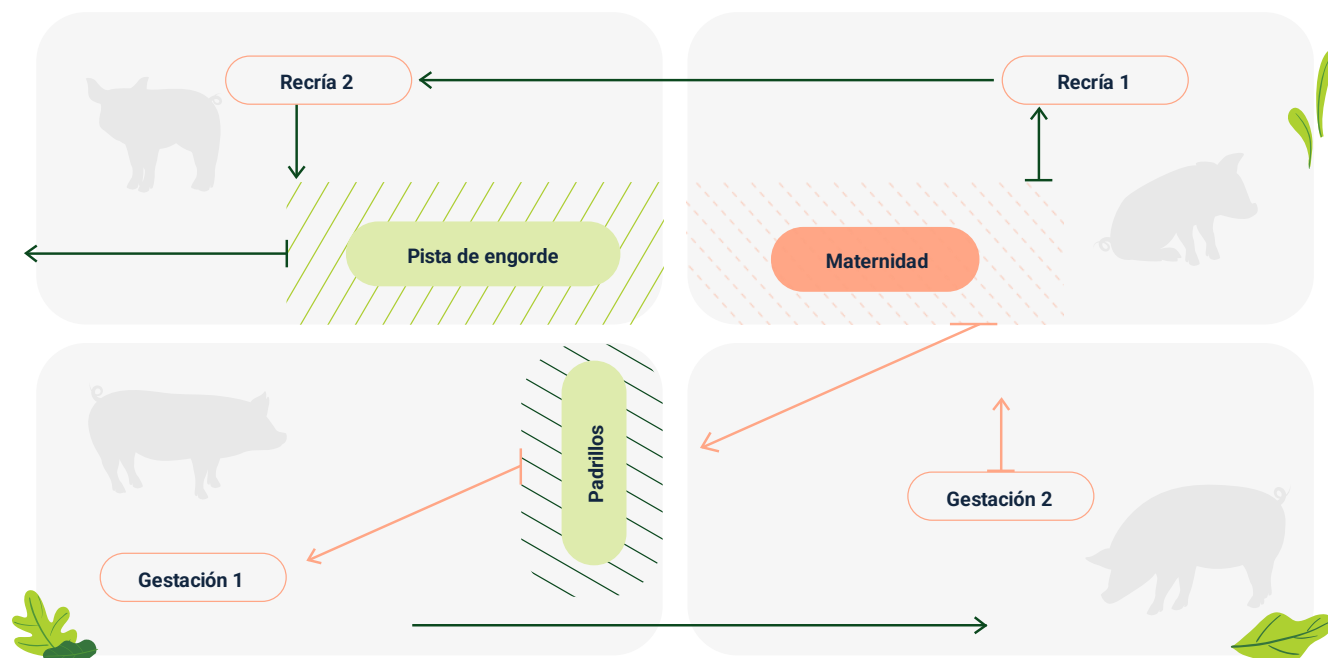 Recría 2
Recría 1
Pista de engorde
Maternidad
Padrillos
Gestación 2
Gestación 1